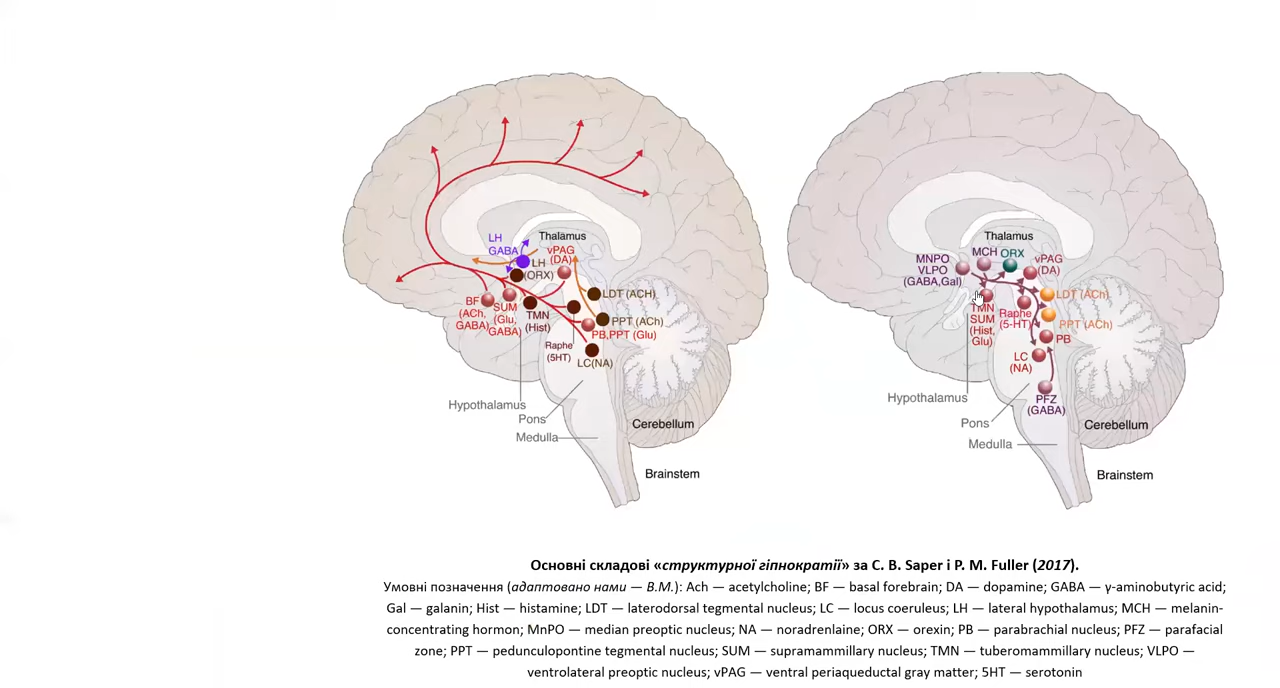 LH
GABA
Thalamus
vPAG
(DA)
LH
(ORX)
BF
(ACh,
GABA)
SUM
(Glu,
GABA)
TMN
(Hist)
LDT (ACH)
PPT (ACh)
PB,PPT (Glu)
Raphe
(5HT)
LC(NA)
Hypothalamus
Pons
Medulla
Cerebellum
Brainstem
Thalamus
MNPO
VLPO
(GABA,Gal)
MCH
ORX
vPAG
(DA)
LDT (ACh)
TMN
SUM
(Hist,
Glu)
Raphe
(5-HT)
PPT (ACh)
PB
LC
(NA)
PFZ
(GABA)
Hypothalamus
Pons
Medulla
Cerebellum
Brainstem
Основні складові «структурної гіпнократії» за C. B. Saper і P. M. Fuller (2017).
Умовні позначення (адаптовано нами — В.М.): Ach — acetylcholine; BF — basal forebrain; DA — dopamine; GABA — γ-aminobutyric acid;
Gal — galanin; Hist — histamine; LDT — laterodorsal tegmental nucleus; LC — locus coeruleus; LH — lateral hypothalamus; MCH — melanin-
concentrating hormon; MnPO — median preoptic nucleus; NA — noradrenlaine; ORX — orexin; PB — parabrachial nucleus; PFZ — parafacial
zone; PPT — pedunculopontine tegmental nucleus; SUM — supramammillary nucleus; TMN — tuberomammillary nucleus; VLPO —
ventrolateral preoptic nucleus; vPAG — ventral periaqueductal gray matter; 5HT — serotonin